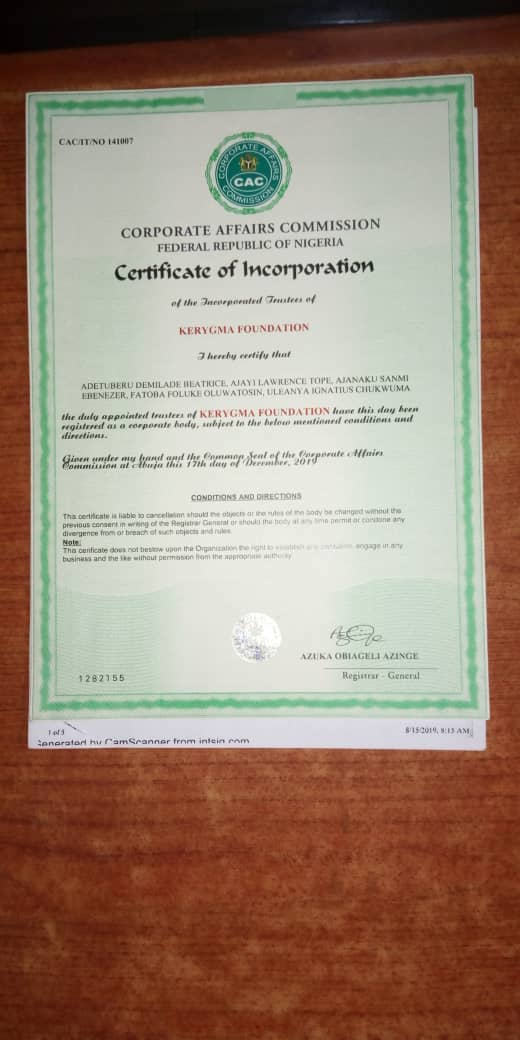 CAC/IT/NO 141007
CORPORATE AFFAIRS COMMISSION
CAC
CORPORATE AFFAIRS COMMISSION
FEDERAL REPUBLIC OF NIGERIA
Certificate of Incorporation
of the Incorporated Trustees of
KERYGMA FOUNDATION
I hereby certify that
ADETUBERU DEMILADE BEATRICE, AJAYI LAWRENCE TOPE, AJANAKU SANMI
EBENEZER, FATOBA FOLUKE OLUWATOSIN, ULEANYA IGNATIUS CHUKWUMA
the duly appointed trustees of KERYGMA FOUNDATION have this day been
registered as a corporate body, subject to the below mentioned conditions and
directions.
Given under my hand and the Common Seal of the Corporate Affairs
Commission at Abuja this 17th day of December, 2019
CONDITIONS AND DIRECTIONS
This certificate is liable to cancellation should the objects or the rules of the body be changed without the
previous consent in writing of the Registrar General or should the body at any time permit or condone any
divergence from or breach of such objects and rules.
Note:
This cerificate does not bestow upon the Organization the right to establish any engage in any
business and the like without permission from the appropriate authority
AZUKA OBIAGELI AZINGE
Registrar - General
1282155
1 of 5
8/15/2019, 8:15 AM
Generated by CamScanner from intsig.com